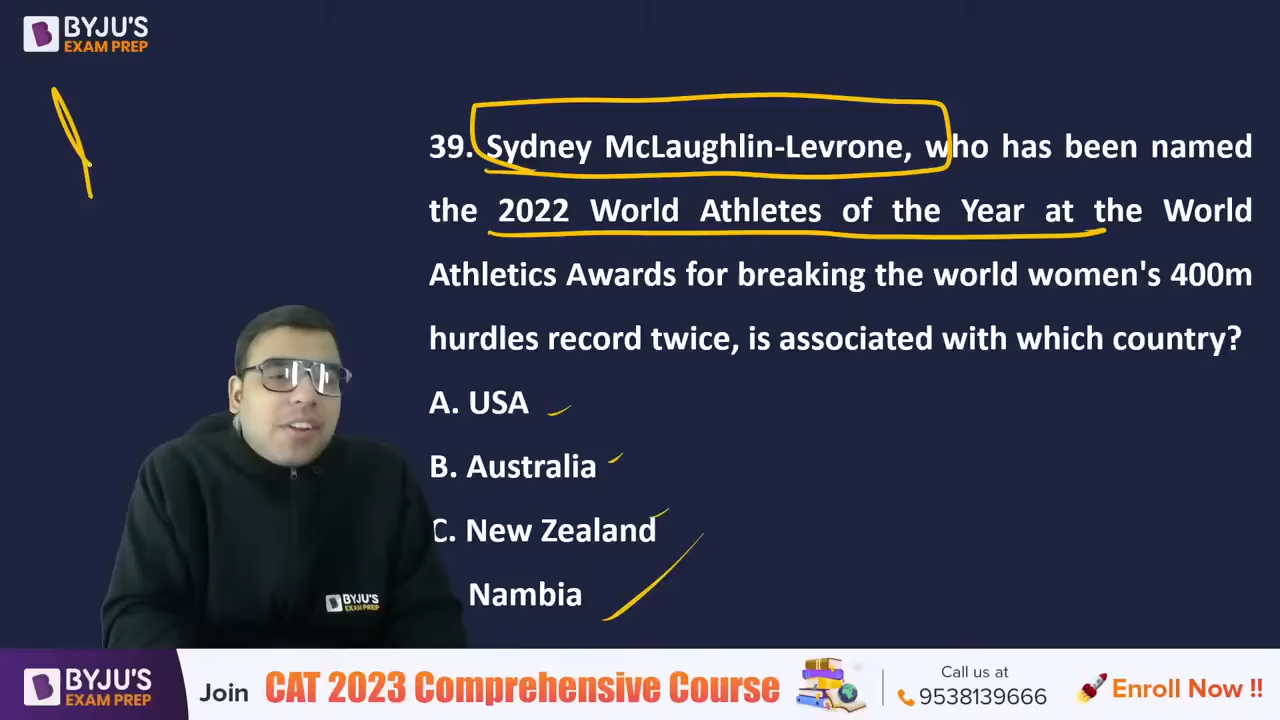 BYJU'S
EXAM PREP
39. Sydney McLaughlin-Levrone, who has been named
the 2022 World Athletes of the Year at the World
Athletics Awards for breaking the world women's 400m
hurdles record twice, is associated with which country?
A. USA
B. Australia
C. New Zealand
Nambia
BYJU'S
EXAM PREP
BYJU'S
EXAM PREP
Join CAT 2023 Comprehensive Course
Call us at
9538139666
Enroll Now !!